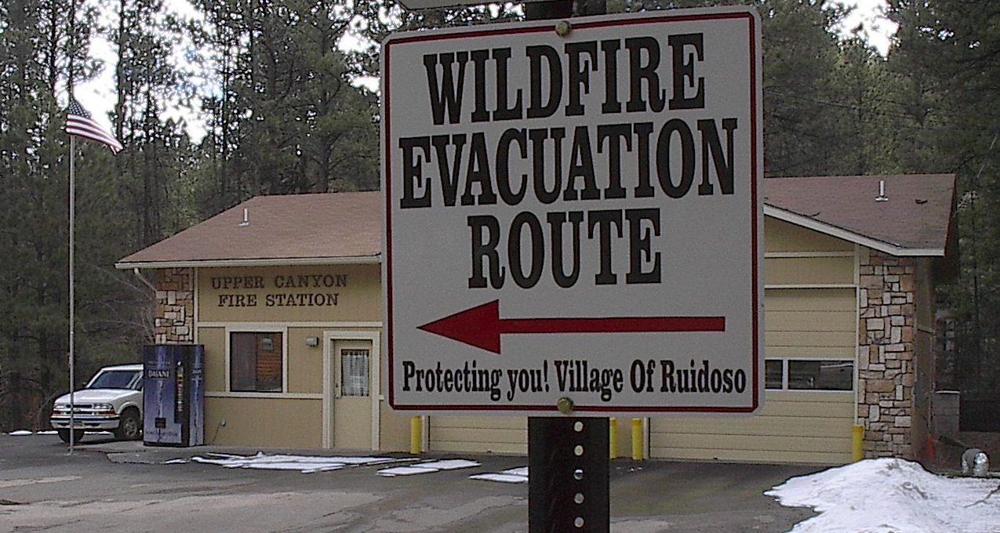 WILDFIRE
EVACUATION
ROUTE
Protecting you! Village Of Ruidoso
UPPER CANYON
FIRE STATION